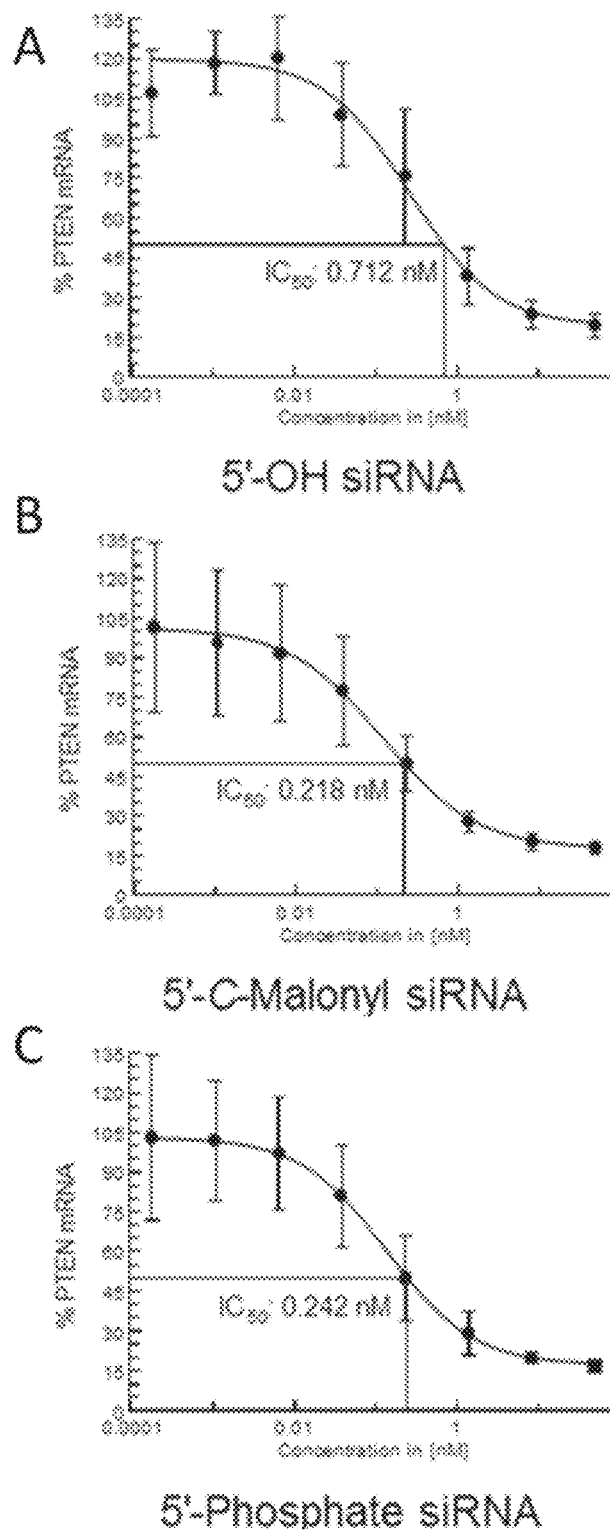 A
% PTEN mRNA
135
120
105
90
75
60
45
30
15
0
IC50: 0.712 nM
0.0001
0.01
1
Concentration in [nM]
5'-OH siRNA
B
% PTEN mRNA
135
120
105
90
75
60
45
30
15
0
IC50: 0.218 nM
0.0001
0.01
1
Concentration in [nM]
5'-C-Malonyl siRNA
C
% PTEN mRNA
135
120
105
90
75
60
45
30
15
0
IC50: 0.242 nM
0.0001
0.01
1
Concentration in [nM]
5'-Phosphate siRNA